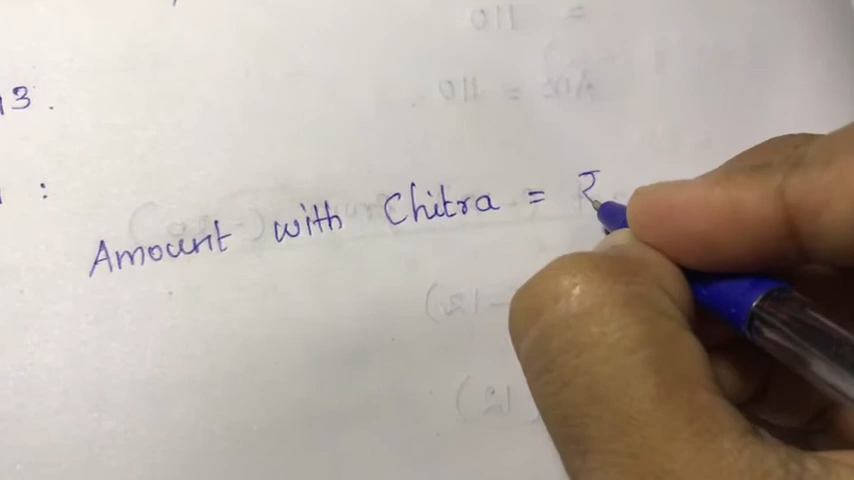 13.
:
Amount with Chitra = ₹